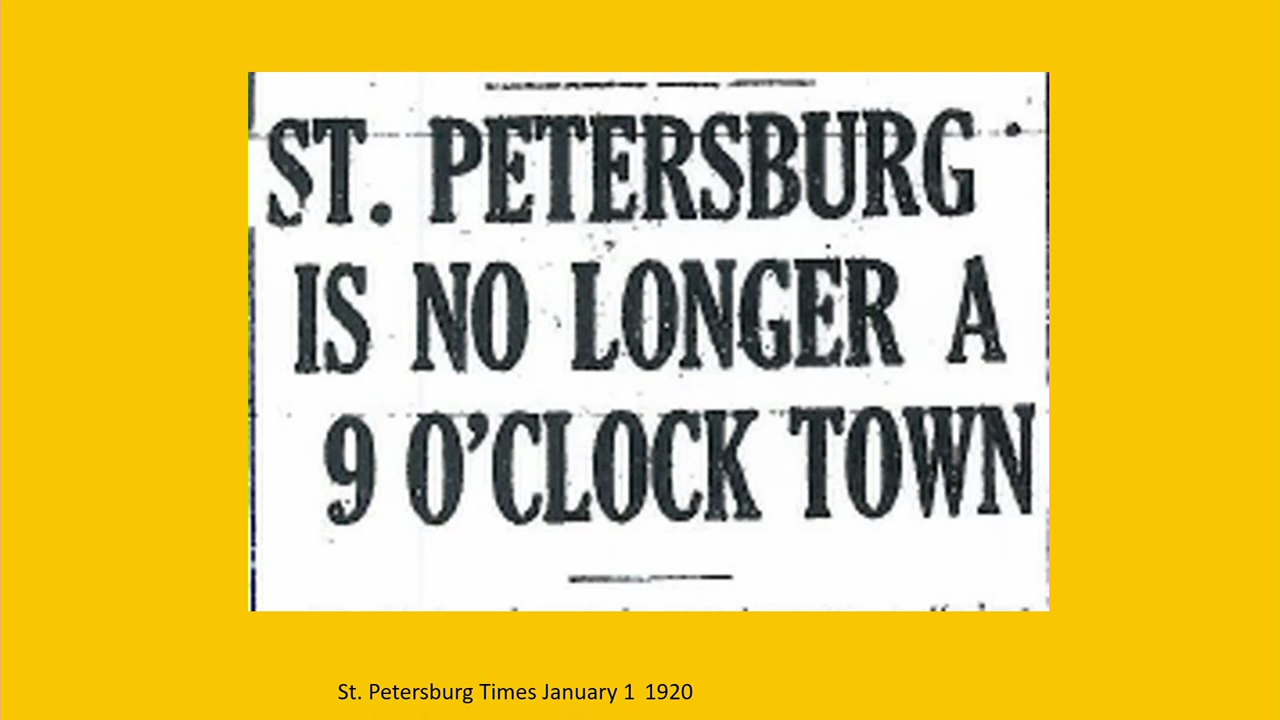 ST. PETERSBURG
IS NO LONGER A
9 O'CLOCK TOWN
St. Petersburg Times January 1 1920